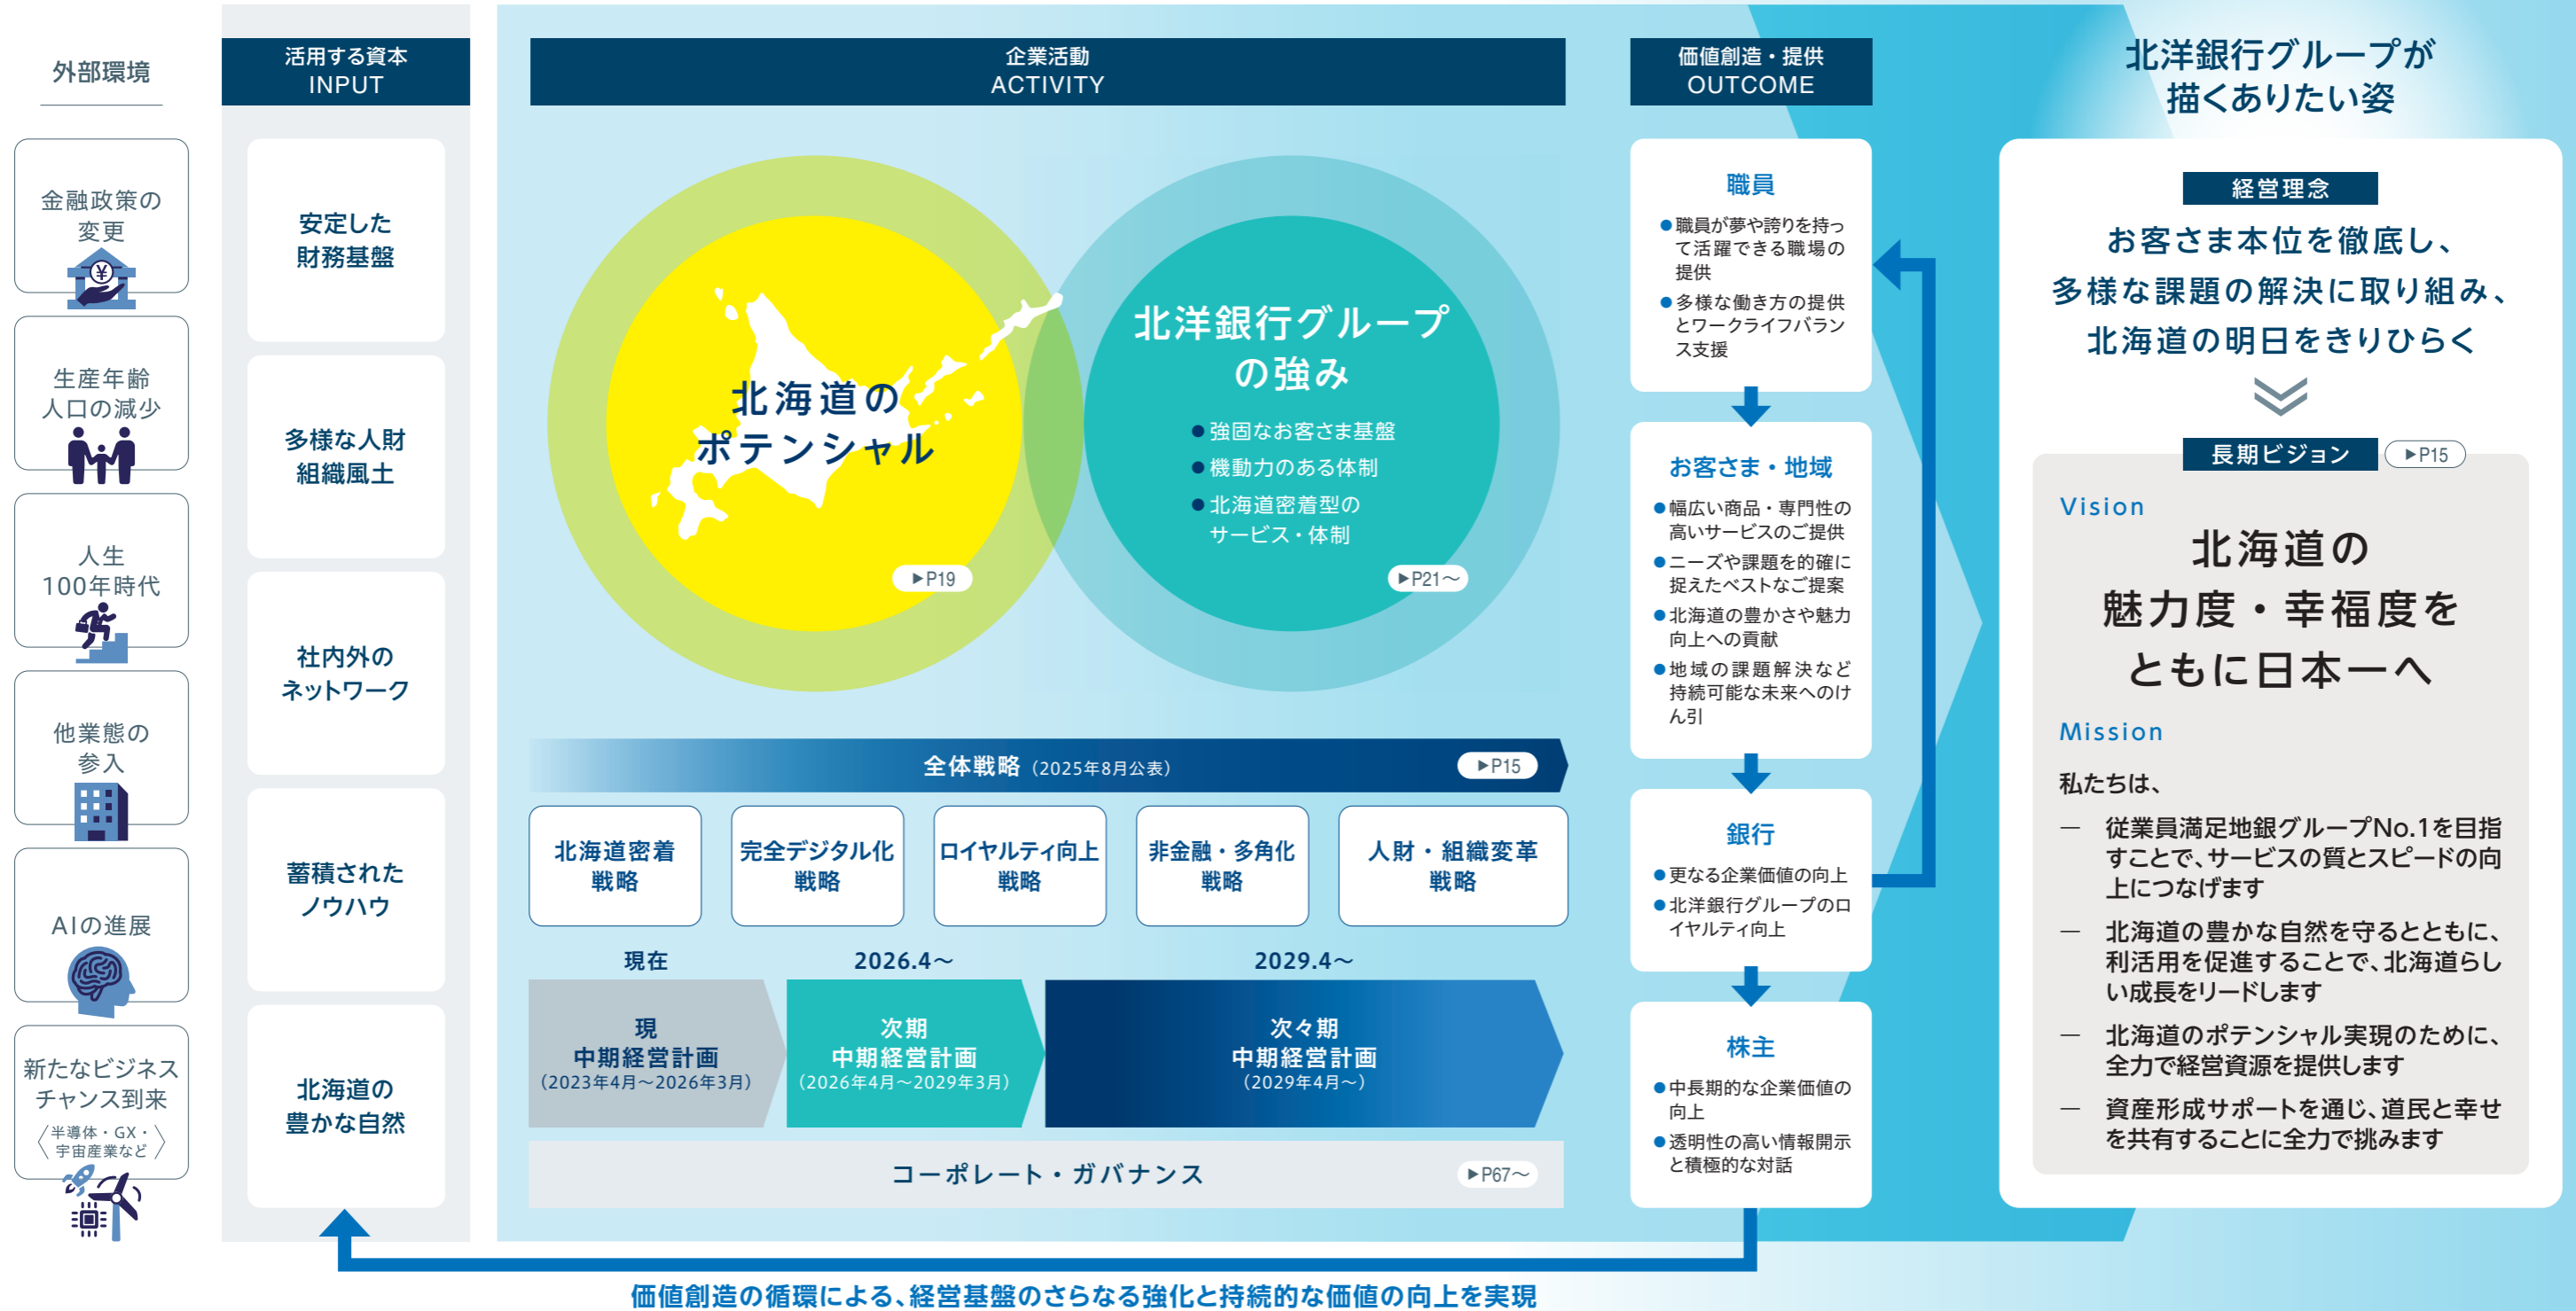 外部環境
金融政策の
変更
¥
生産年齢
人口の減少
人生
100年時代
他業態の
参入
AIの進展
新たなビジネス
チャンス到来
〈半導体・GX・
宇宙産業など〉
活用する資本
INPUT
安定した
財務基盤
多様な人財
組織風土
社内外の
ネットワーク
蓄積された
ノウハウ
北海道の
豊かな自然
企業活動
ACTIVITY
北海道の
ポテンシャル
▶P19
北洋銀行グループ
の強み
●強固なお客さま基盤
●機動力のある体制
●北海道密着型の
サービス・体制
▶P21〜
全体戦略（2025年8月公表）
▶P15
北海道密着
戦略
完全デジタル化
戦略
ロイヤルティ向上
戦略
非金融・多角化
戦略
人財・組織変革
戦略
現在
2026.4〜
2029.4〜
現
中期経営計画
（2023年4月〜2026年3月）
次期
中期経営計画
（2026年4月〜2029年3月）
次々期
中期経営計画
（2029年4月〜）
コーポレート・ガバナンス
▶P67〜
価値創造・提供
OUTCOME
職員
●職員が夢や誇りを持っ
て活躍できる職場の
提供
●多様な働き方の提供
とワークライフバラン
ス支援
お客さま・地域
●幅広い商品・専門性の
高いサービスのご提供
●ニーズや課題を的確に
捉えたベストなご提案
●北海道の豊かさや魅力
向上への貢献
●地域の課題解決など
持続可能な未来へのけ
ん引
銀行
●更なる企業価値の向上
●北洋銀行グループのロ
イヤルティ向上
株主
●中長期的な企業価値の
向上
●透明性の高い情報開示
と積極的な対話
価値創造の循環による、経営基盤のさらなる強化と持続的な価値の向上を実現
北洋銀行グループが
描くありたい姿
経営理念
お客さま本位を徹底し、
多様な課題の解決に取り組み、
北海道の明日をきりひらく
長期ビジョン
▶P15
Vision
北海道の
魅力度・幸福度を
ともに日本一へ
Mission
私たちは、
― 従業員満足地銀グループNo.1を目指
すことで、サービスの質とスピードの向
上につなげます
― 北海道の豊かな自然を守るとともに、
利活用を促進することで、北海道らし
い成長をリードします
― 北海道のポテンシャル実現のために、
全力で経営資源を提供します
― 資産形成サポートを通じ、道民と幸せ
を共有することに全力で挑みます